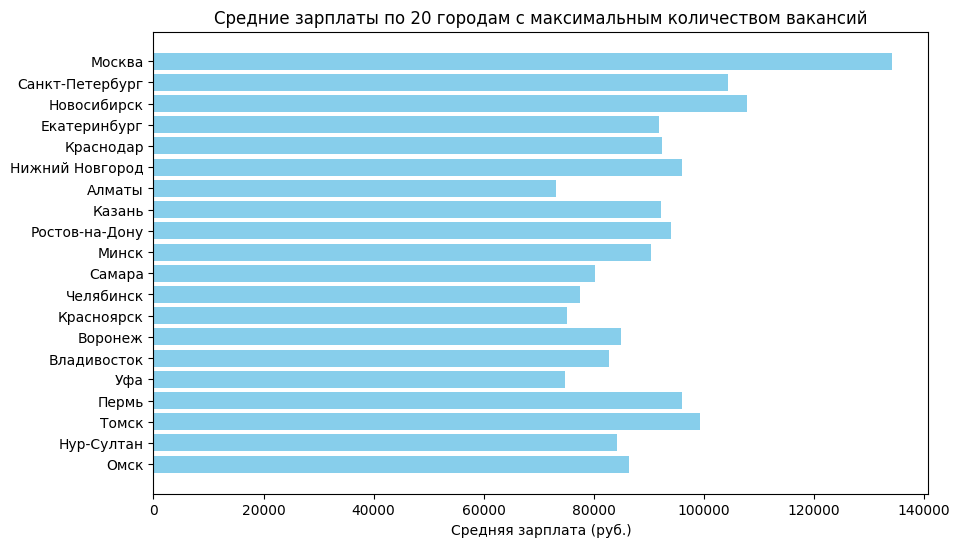 Средние зарплаты по 20 городам с максимальным количеством вакансий
Москва
Санкт-Петербург
Новосибирск
Екатеринбург
Краснодар
Нижний Новгород
Алматы
Казань
Ростов-на-Дону
Минск
Самара
Челябинск
Красноярск
Воронеж
Владивосток
Уфа
Пермь
Томск
Нур-Султан
Омск
0 20000 40000 60000 80000 100000 120000 140000
Средняя зарплата (руб.)